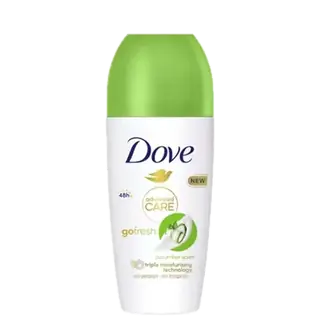 Dove
NEW
48h
advanced
CARE
go fresh
cucumber scent
triple moisturising
technology